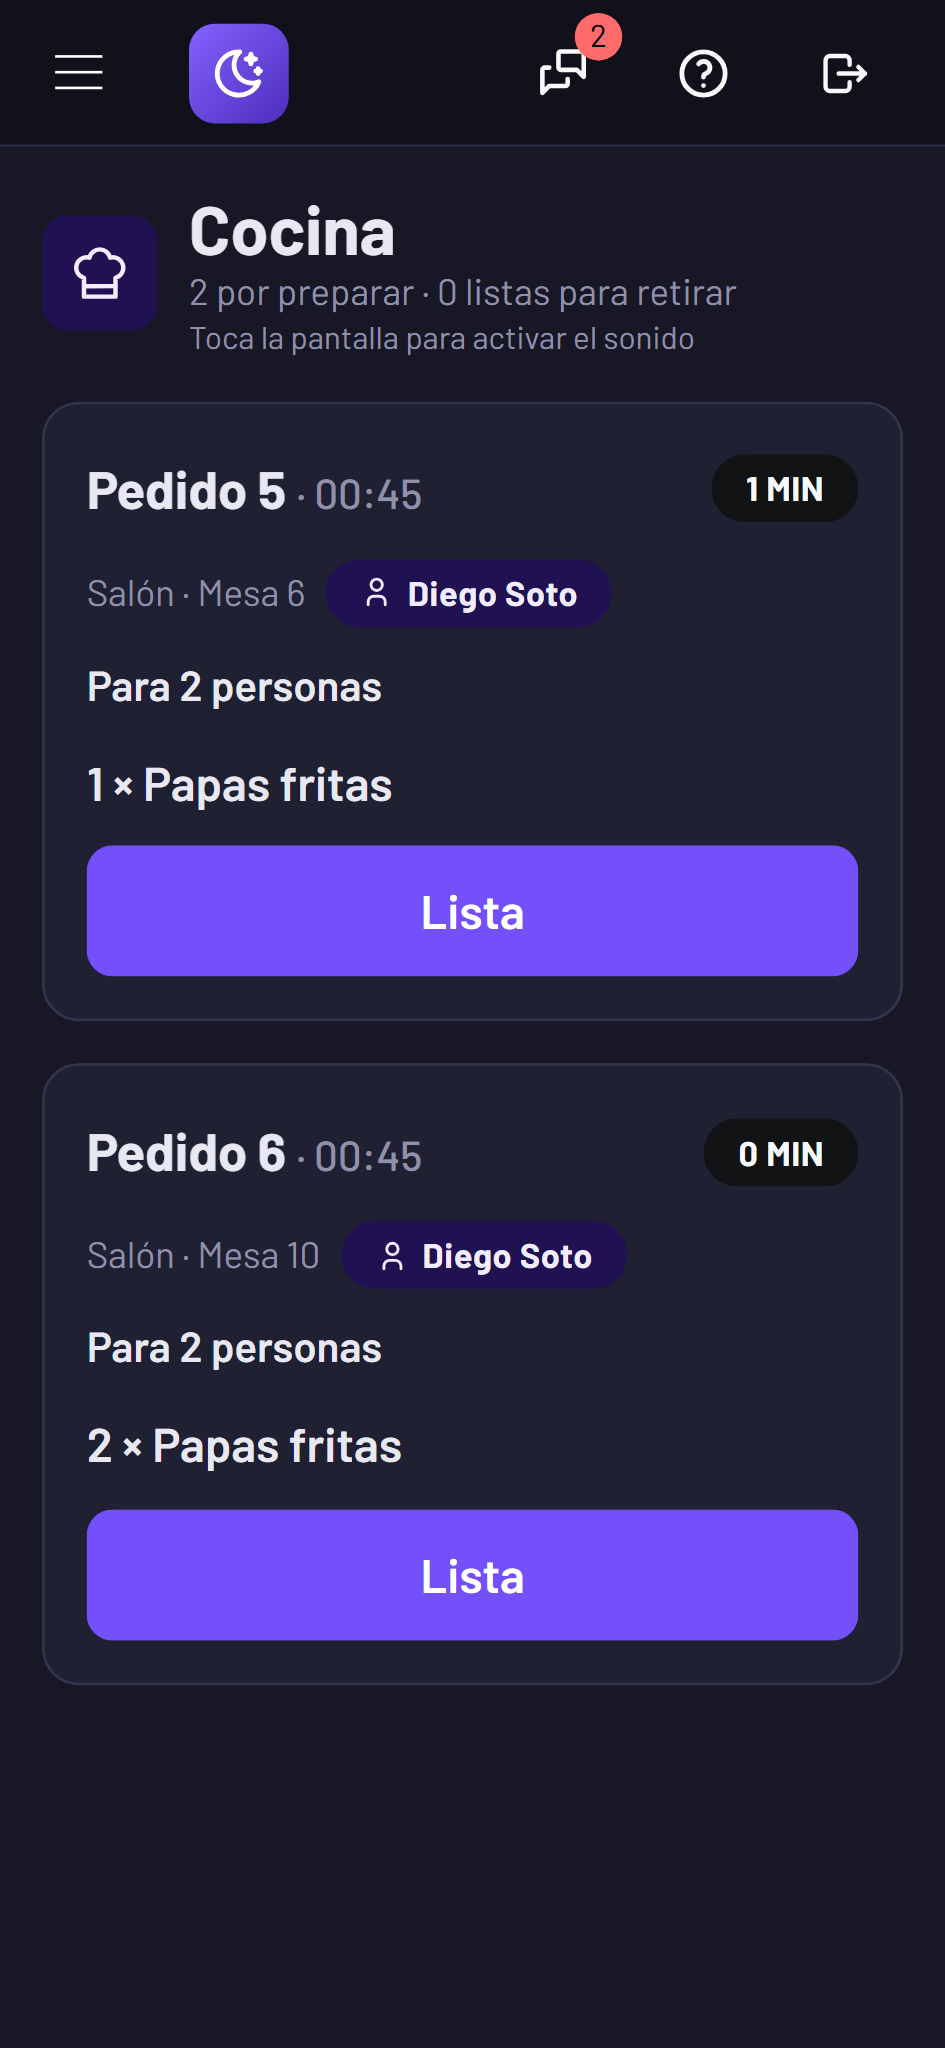 2
Cocina
2 por preparar · 0 listas para retirar
Toca la pantalla para activar el sonido
Pedido 5 · 00:45
1 MIN
Salón · Mesa 6
Diego Soto
Para 2 personas
1 × Papas fritas
Lista
Pedido 6 · 00:45
0 MIN
Salón · Mesa 10
Diego Soto
Para 2 personas
2 × Papas fritas
Lista